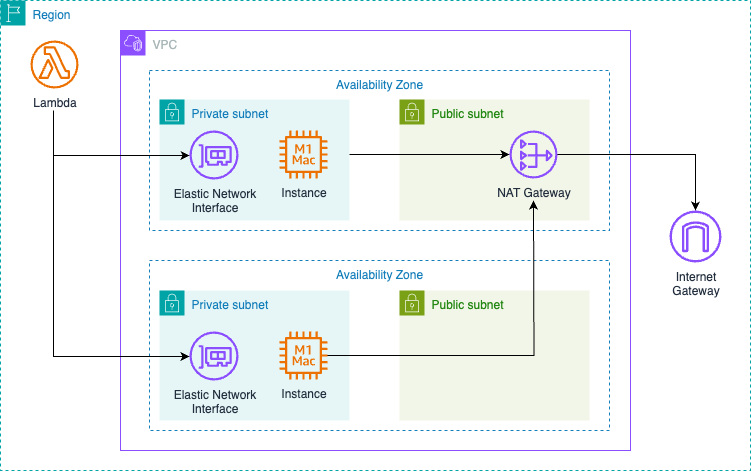 Region
VPC
Lambda
Availability Zone
Private subnet
Public subnet
M1
Mac
Elastic Network
Interface
Instance
NAT Gateway
Internet
Gateway
Availability Zone
Private subnet
Public subnet
M1
Mac
Elastic Network
Interface
Instance